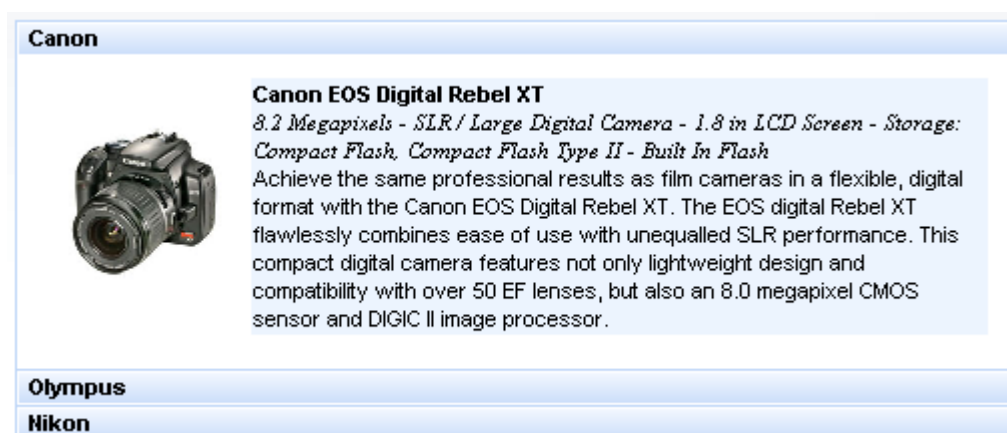 Canon
Canon EOS Digital Rebel XT
8.2 Megapixels - SLR / Large Digital Camera - 1.8 in LCD Screen - Storage:
Compact Flash, Compact Flash Type II - Built In Flash
Achieve the same professional results as film cameras in a flexible, digital
format with the Canon EOS Digital Rebel XT. The EOS digital Rebel XT
flawlessly combines ease of use with unequalled SLR performance. This
compact digital camera features not only lightweight design and
compatibility with over 50 EF lenses, but also an 8.0 megapixel CMOS
sensor and DIGIC II image processor.
Olympus
Nikon